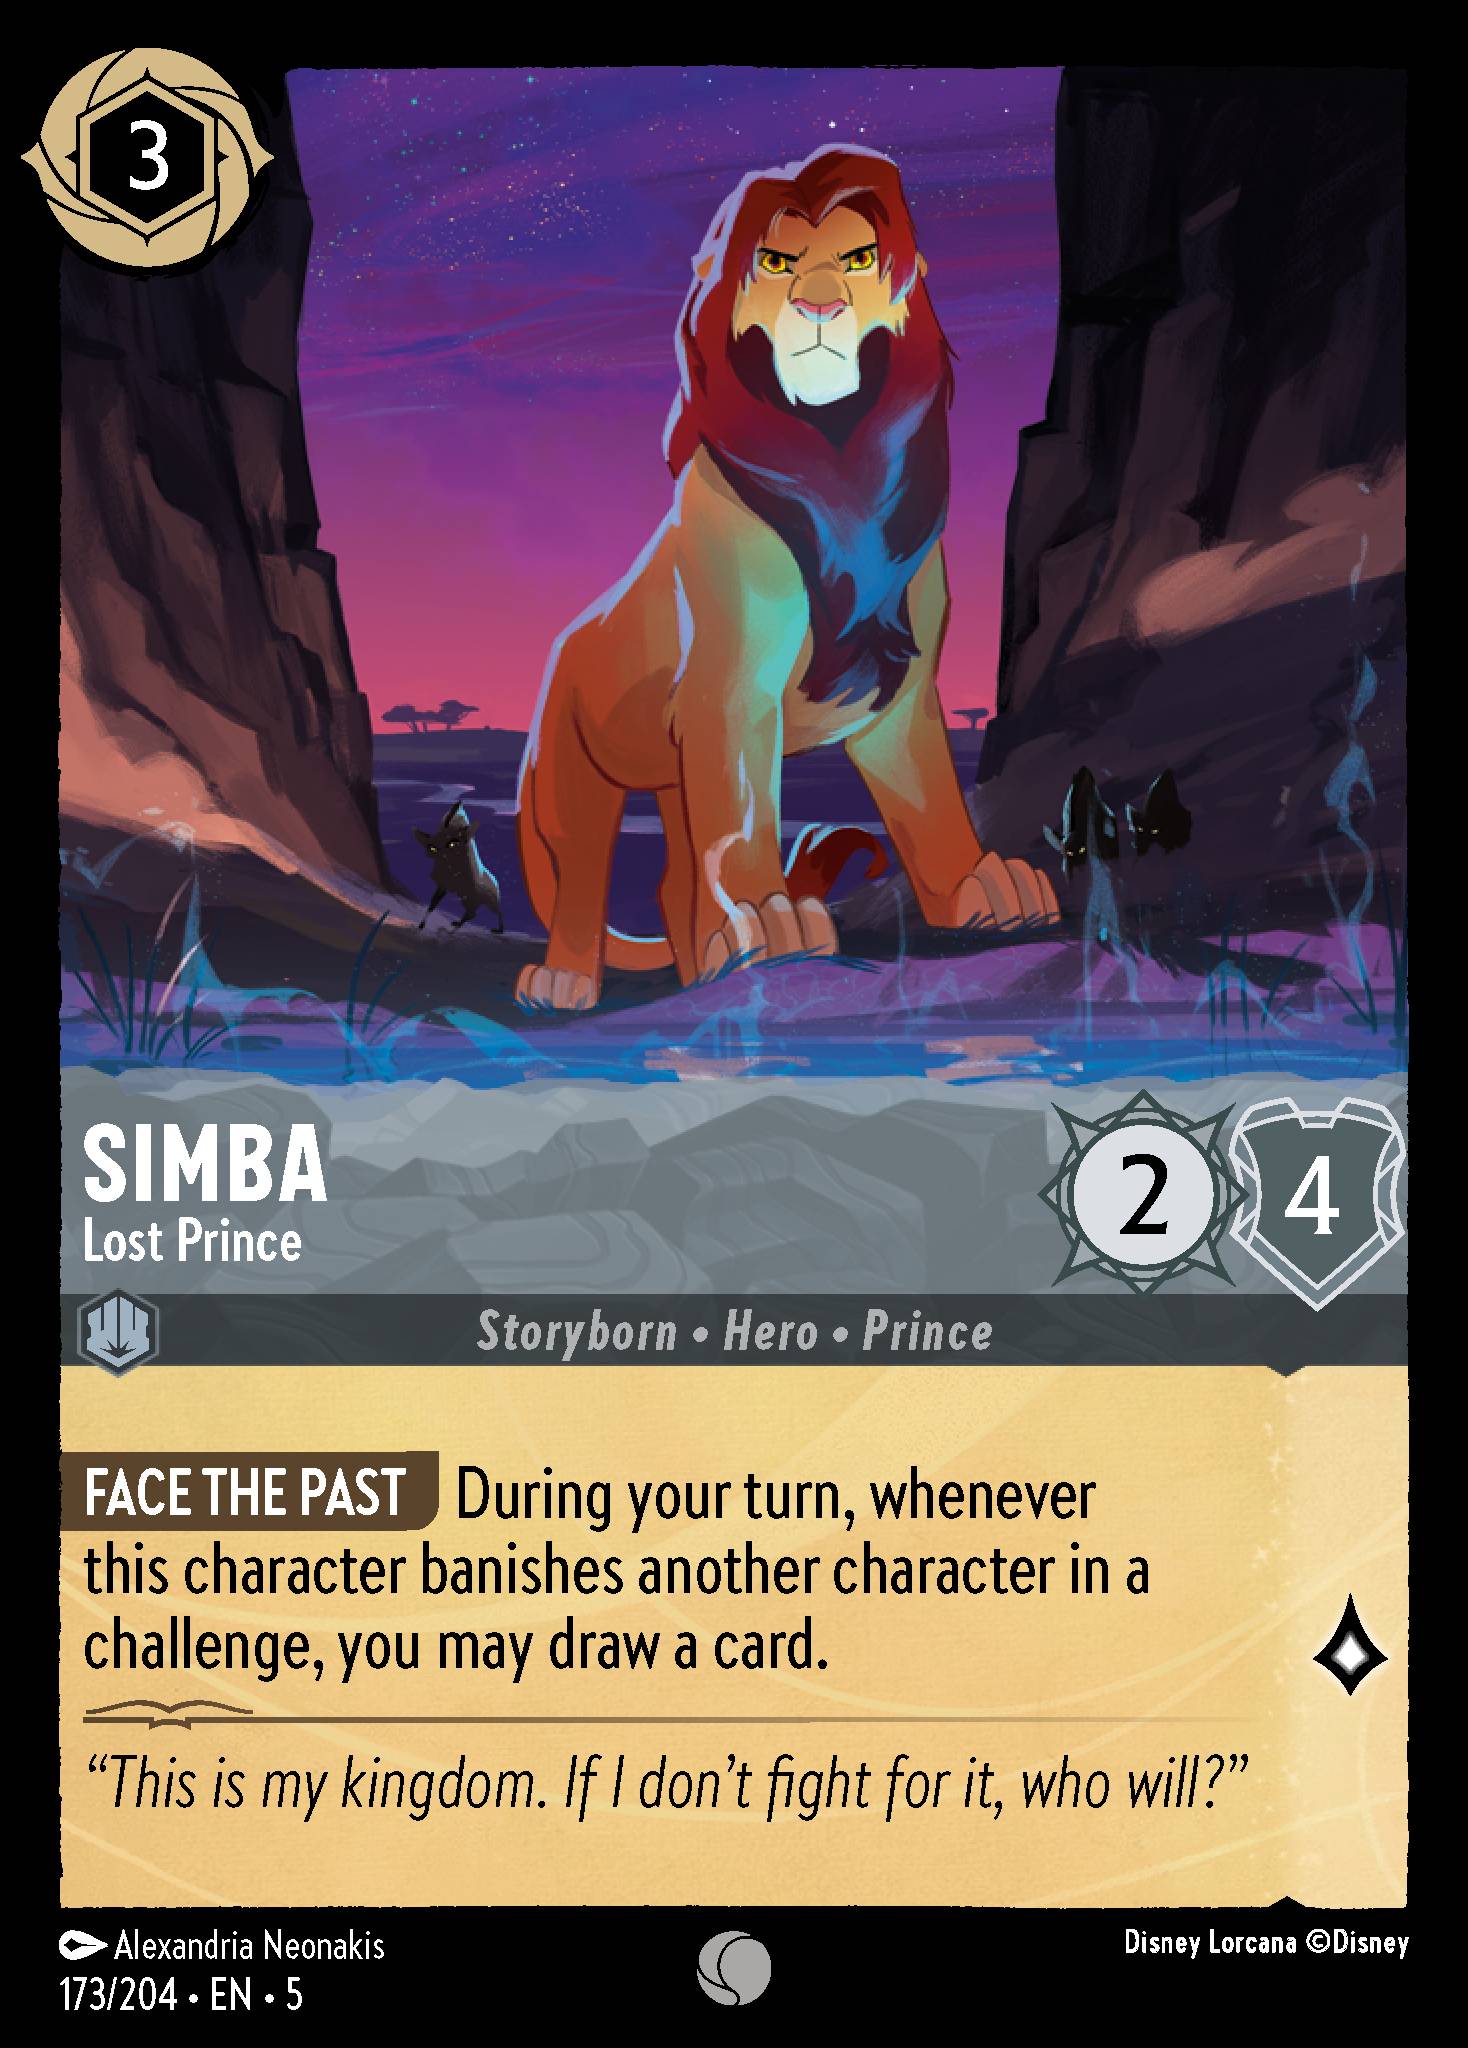 3
SIMBA
Lost Prince
2
4
Storyborn • Hero • Prince
FACE THE PAST During your turn, whenever
this character banishes another character in a
challenge, you may draw a card.
“This is my kingdom. If I don’t fight for it, who will?”
Alexandria Neonakis
173/204 • EN • 5
Disney Lorcana ©Disney